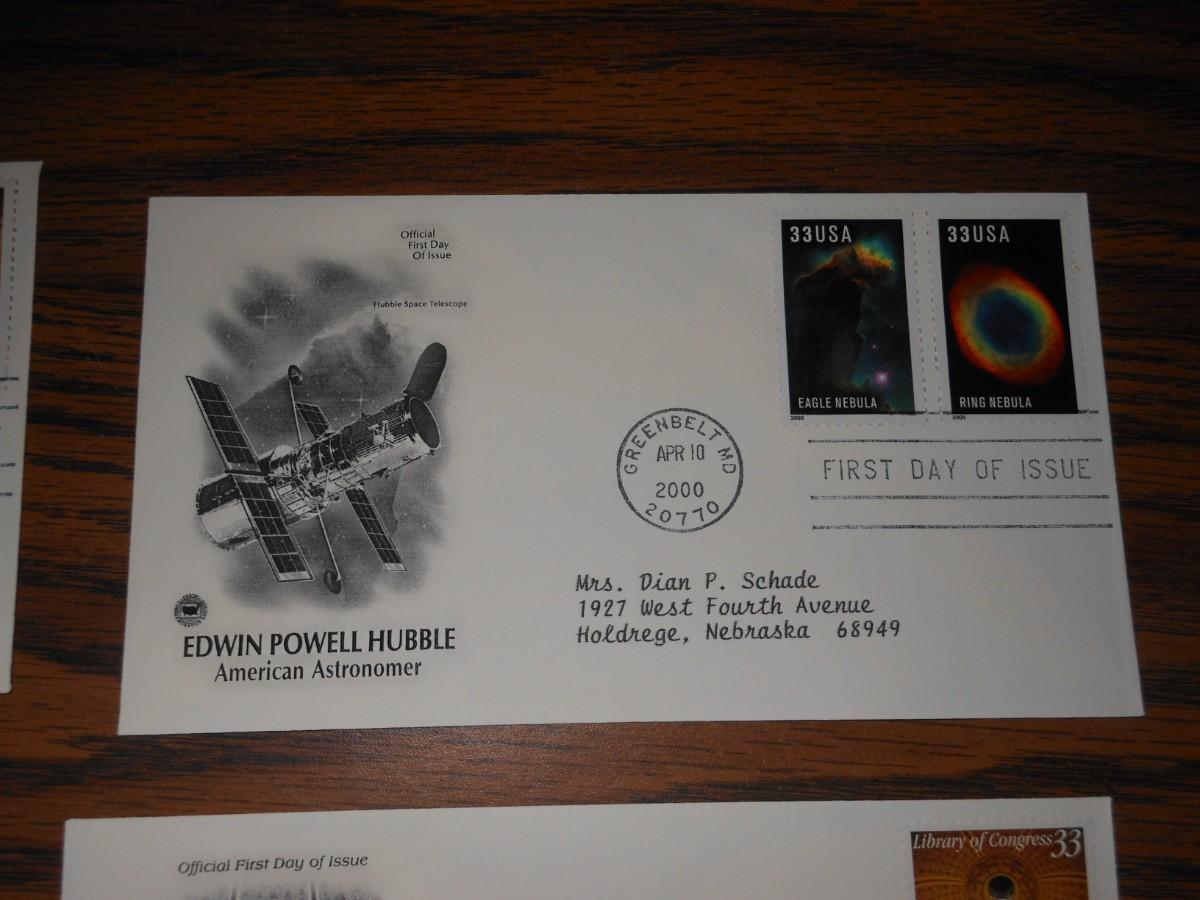 Official
First Day
Of Issue
Hubble Space Telescope
33USA
EAGLE NEBULA
2000
33USA
RING NEBULA
2000
GREENBELT MD
APR 10
2000
20770
FIRST DAY OF ISSUE
Mrs. Dian P. Schade
1927 West Fourth Avenue
Holdrege, Nebraska 68949
EDWIN POWELL HUBBLE
American Astronomer
Official First Day of Issue
Library of Congress 33